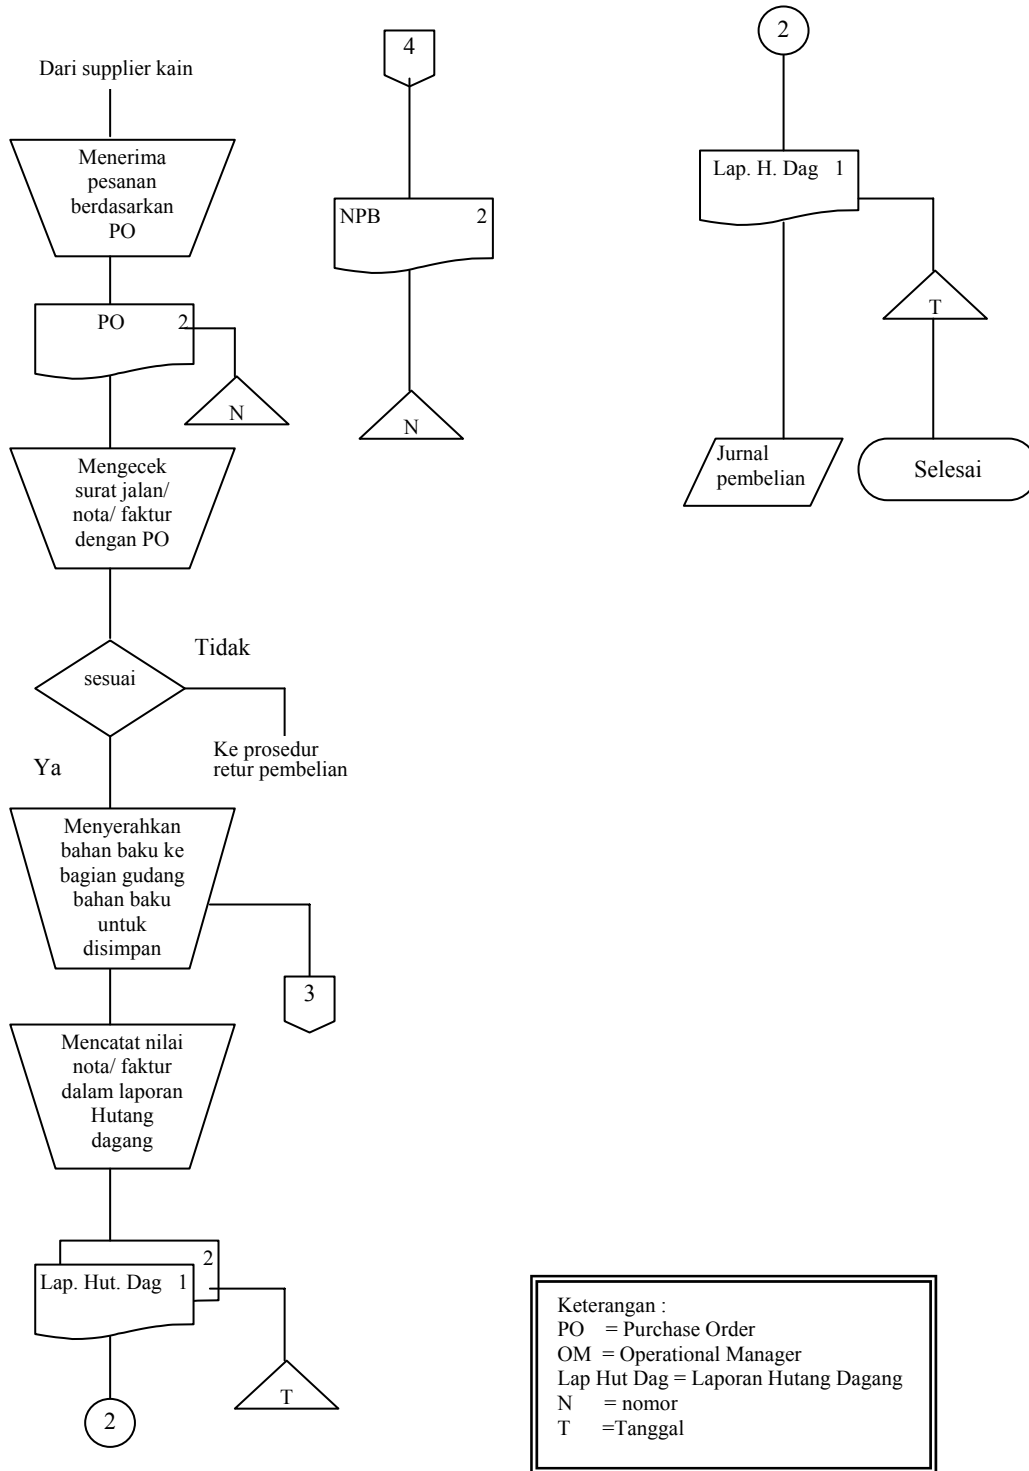 Dari supplier kain
Menerima
pesanan
berdasarkan
PO
PO 2
N
Mengecek
surat jalan/
nota/ faktur
dengan PO
sesuai
Tidak
Ke prosedur
retur pembelian
Ya
Menyerahkan
bahan baku ke
bagian gudang
bahan baku
untuk
disimpan
3
Mencatat nilai
nota/ faktur
dalam laporan
Hutang
dagang
2
Lap. Hut. Dag 1
T
2
4
NPB 2
N
2
Lap. H. Dag 1
T
Jurnal
pembelian
Selesai
Keterangan :
PO = Purchase Order
OM = Operational Manager
Lap Hut Dag = Laporan Hutang Dagang
N = nomor
T =Tanggal